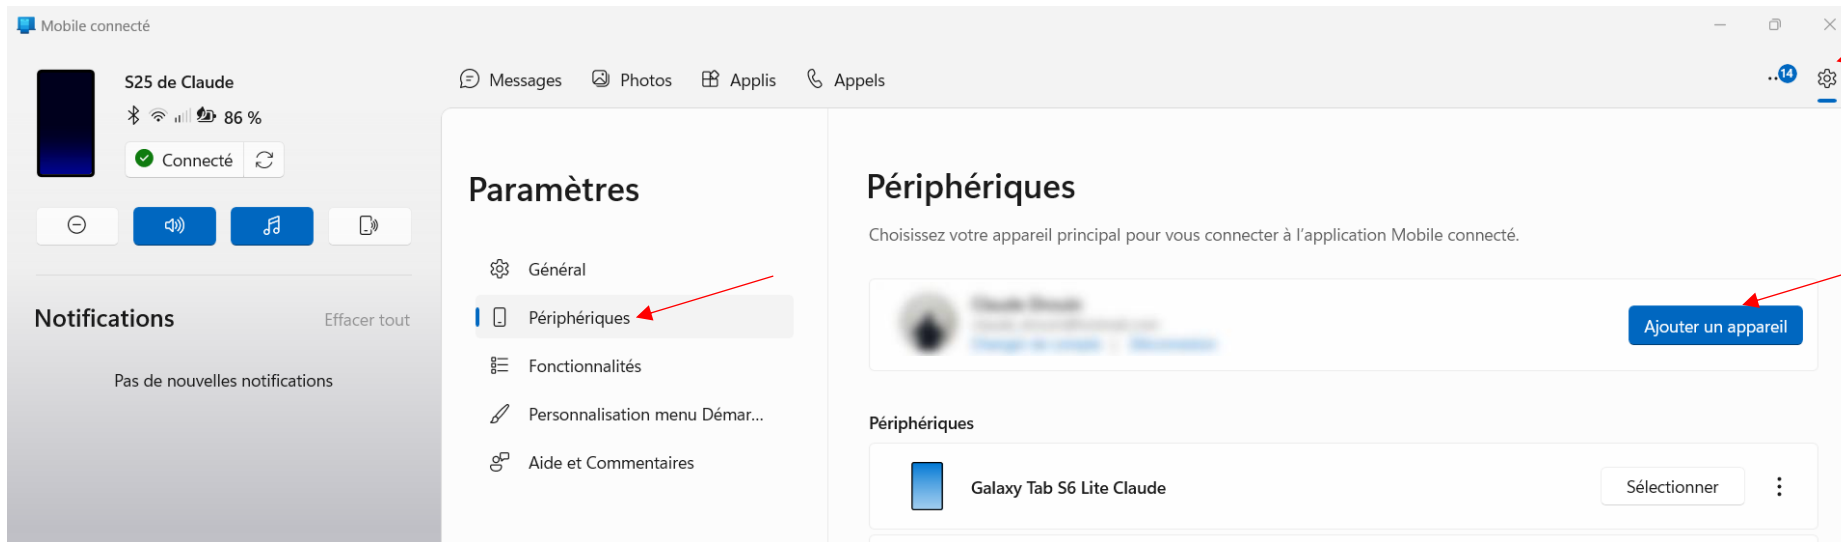 Mobile connecté
S25 de Claude
86 %
Connecté
Notifications
Effacer tout
Pas de nouvelles notifications
Messages Photos Applis Appels
14
Paramètres
Général
Périphériques
Fonctionnalités
Personnalisation menu Démar...
Aide et Commentaires
Périphériques
Choisissez votre appareil principal pour vous connecter à l'application Mobile connecté.
Ajouter un appareil
Périphériques
Galaxy Tab S6 Lite Claude
Sélectionner